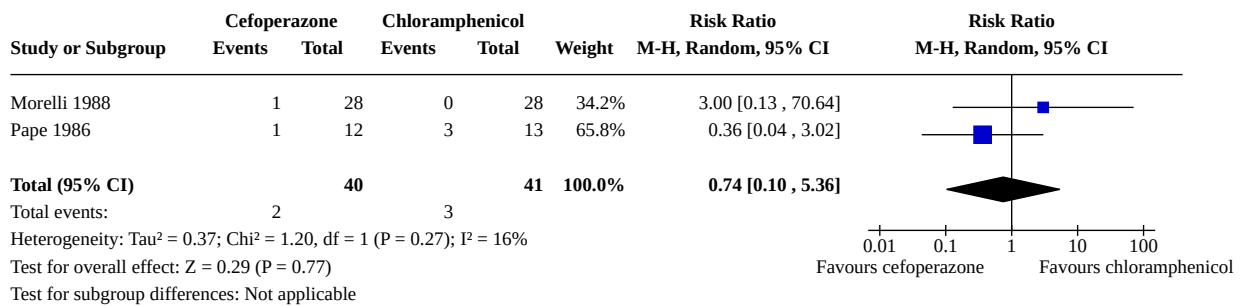 Cefoperazone Chloramphenicol Risk Ratio Risk Ratio
Study or Subgroup Events Total Events Total Weight M-H, Random, 95% CI M-H, Random, 95% CI
Morelli 1988 1 28 0 28 34.2% 3.00 [0.13 , 70.64]
Pape 1986 1 12 3 13 65.8% 0.36 [0.04 , 3.02]
Total (95% CI) 40 41 100.0% 0.74 [0.10 , 5.36]
Total events: 2 3
Heterogeneity: Tau² = 0.37; Chi² = 1.20, df = 1 (P = 0.27); I² = 16%
0.01 0.1 1 10 100
Test for overall effect: Z = 0.29 (P = 0.77)
Favours cefoperazone Favours chloramphenicol
Test for subgroup differences: Not applicable